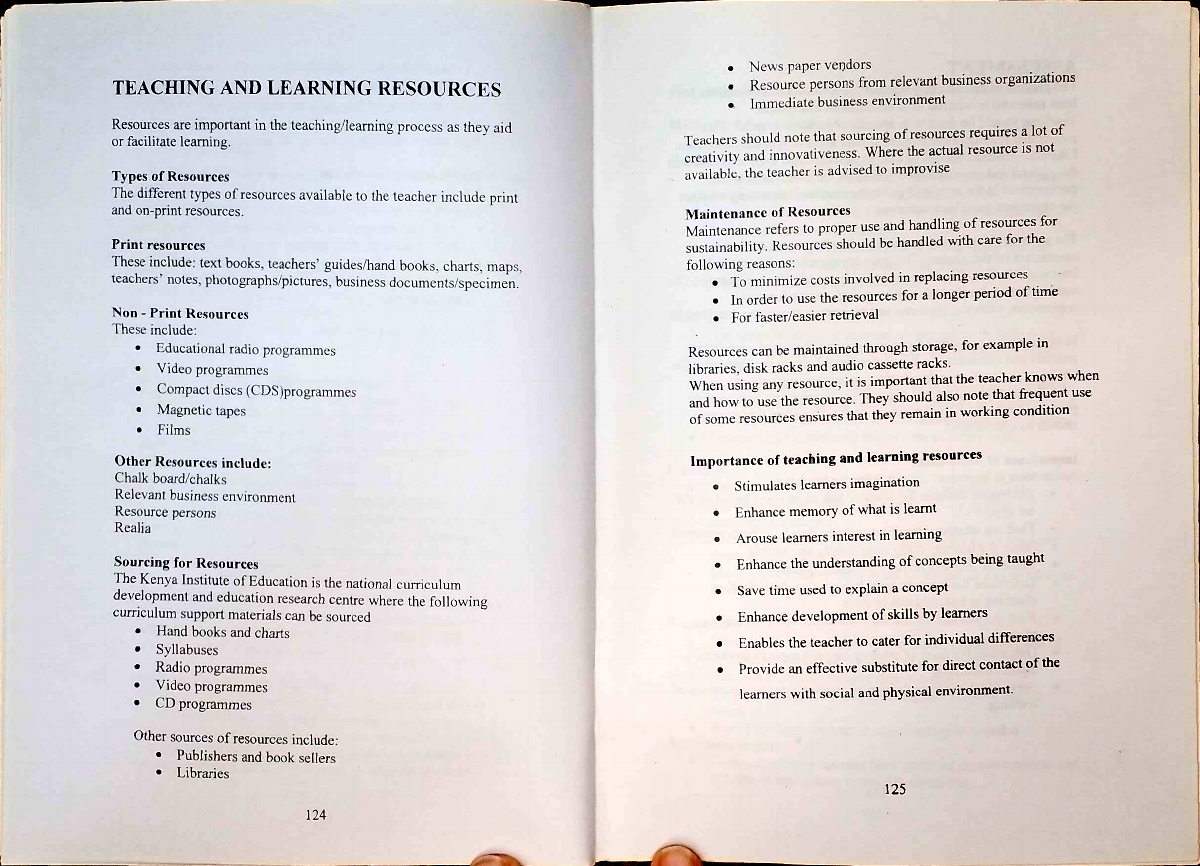 TEACHING AND LEARNING RESOURCES
Resources are important in the teaching/learning process as they aid
or facilitate learning.
Types of Resources
The different types of resources available to the teacher include print
and on-print resources.
Print resources
These include: text books, teachers' guides/hand books, charts, maps,
teachers' notes, photographs/pictures, business documents/specimen.
Non - Print Resources
These include:
• Educational radio programmes
• Video programmes
• Compact discs (CDS)programmes
• Magnetic tapes
• Films
Other Resources include:
Chalk board/chalks
Relevant business environment
Resource persons
Realia
Sourcing for Resources
The Kenya Institute of Education is the national curriculum
development and education research centre where the following
curriculum support materials can be sourced
• Hand books and charts
• Syllabuses
• Radio programmes
• Video programmes
• CD programmes
Other sources of resources include:
• Publishers and book sellers
• Libraries
124
• News paper vendors
• Resource persons from relevant business organizations
• Immediate business environment
Teachers should note that sourcing of resources requires a lot of
creativity and innovativeness. Where the actual resource is not
available, the teacher is advised to improvise
Maintenance of Resources
Maintenance refers to proper use and handling of resources for
sustainability. Resources should be handled with care for the
following reasons:
• To minimize costs involved in replacing resources
• In order to use the resources for a longer period of time
• For faster/easier retrieval
Resources can be maintained through storage, for example in
libraries, disk racks and audio cassette racks.
When using any resource, it is important that the teacher knows when
and how to use the resource. They should also note that frequent use
of some resources ensures that they remain in working condition
Importance of teaching and learning resources
• Stimulates learners imagination
• Enhance memory of what is learnt
• Arouse learners interest in learning
• Enhance the understanding of concepts being taught
• Save time used to explain a concept
• Enhance development of skills by learners
• Enables the teacher to cater for individual differences
• Provide an effective substitute for direct contact of the
learners with social and physical environment.
125